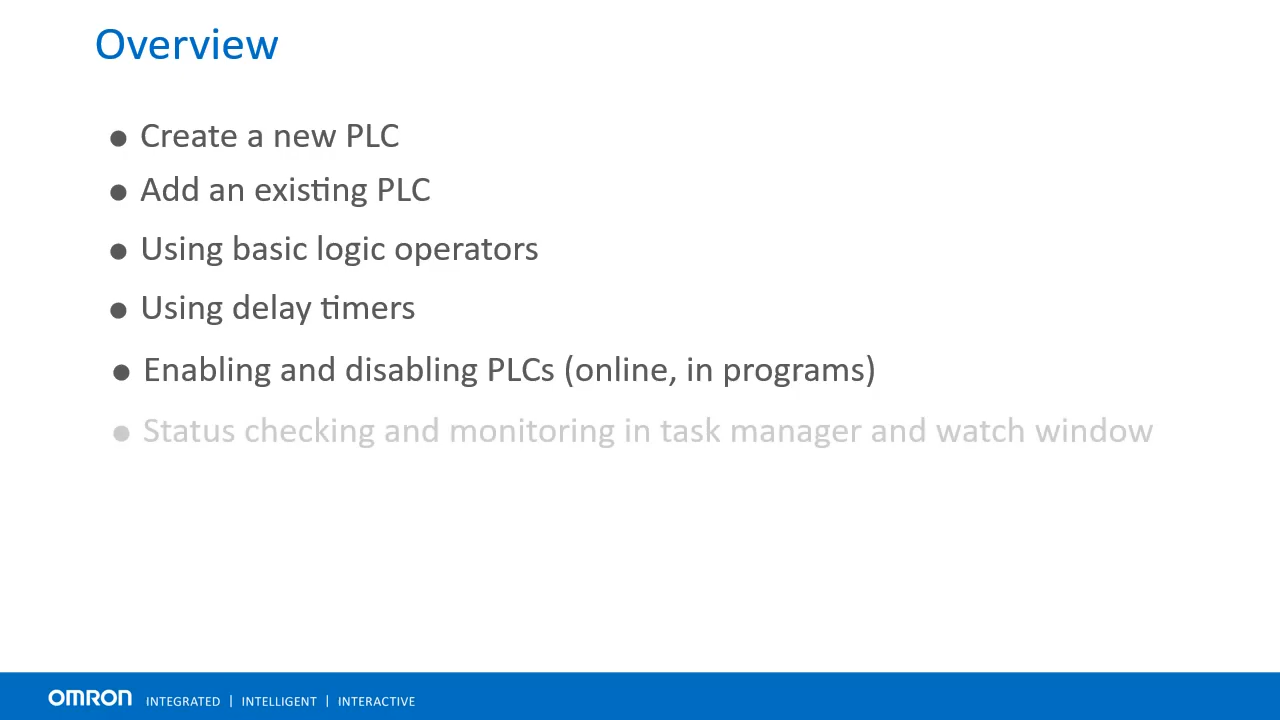 Overview
● Create a new PLC
● Add an existing PLC
● Using basic logic operators
● Using delay timers
● Enabling and disabling PLCs (online, in programs)
● Status checking and monitoring in task manager and watch window
OMRON INTEGRATED | INTELLIGENT | INTERACTIVE